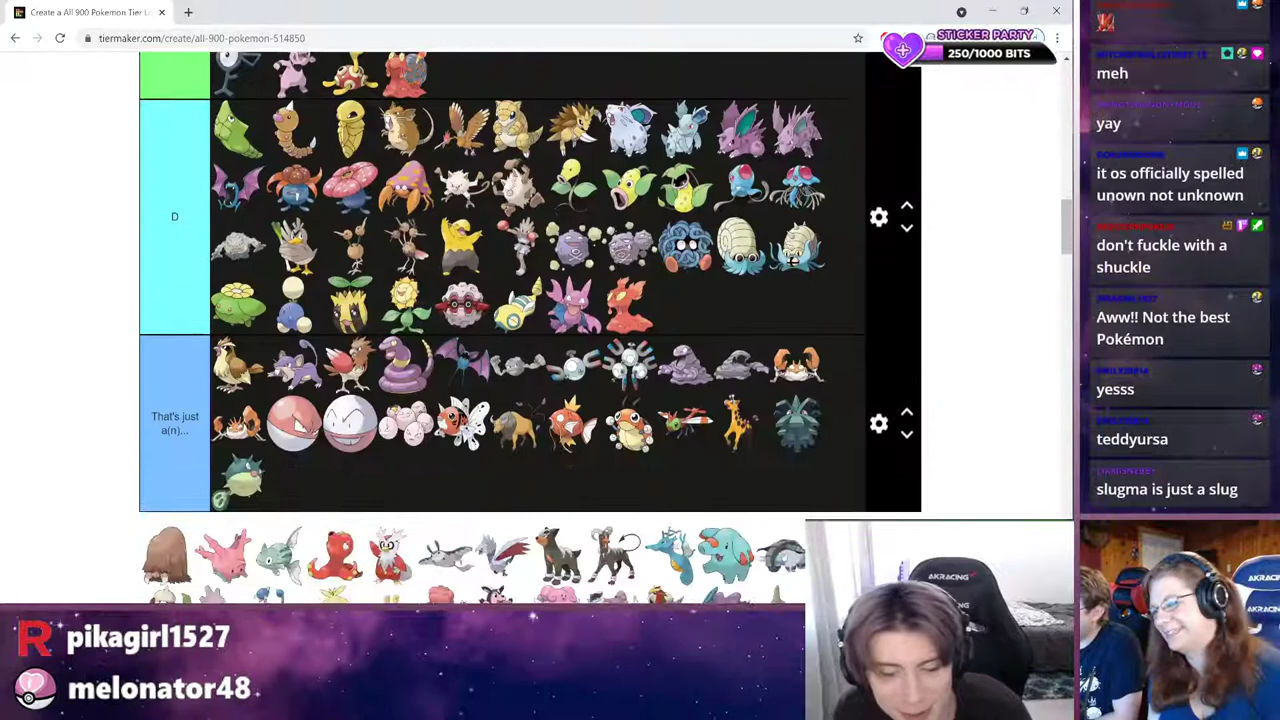 Create a All 900 Pokemon Tier Li
tiermaker.com/create/all-900-pokemon-514850
STICKER PARTY
250/1000 BITS
D
That's just
a(n)...
meh
yay
it os officially spelled
unown not unknown
don't fuckle with a
shuckle
Aww!! Not the best
Pokémon
yesss
teddyursa
slugma is just a slug
AKRACING
AKRACING
R pikagirl1527
melonator48